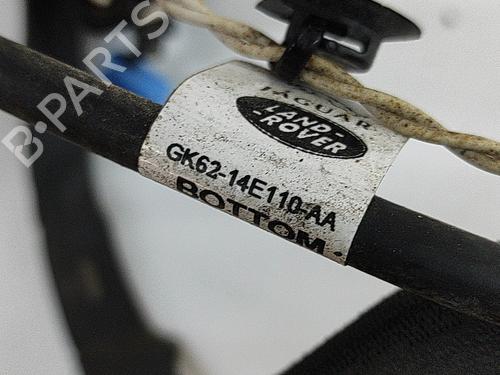 B-PARTS
JAGUAR
LAND-
ROVER
GK62-14E110-AA
BOTTOM.